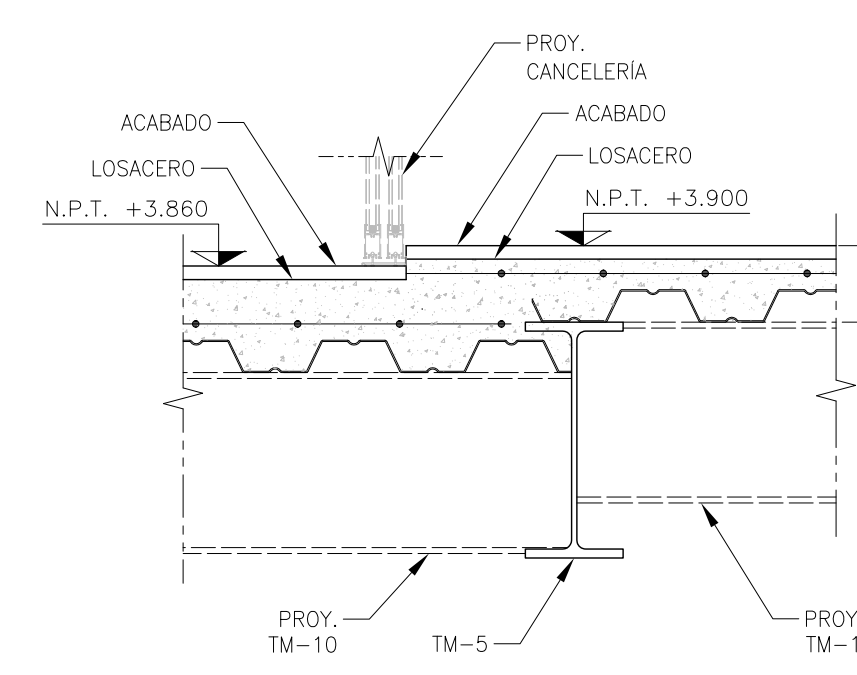 PROY.
CANCELERÍA
ACABADO
ACABADO
LOSACERO
LOSACERO
N.P.T. +3.860
N.P.T. +3.900
PROY.
TM-10
TM-5
PROY
TM-1